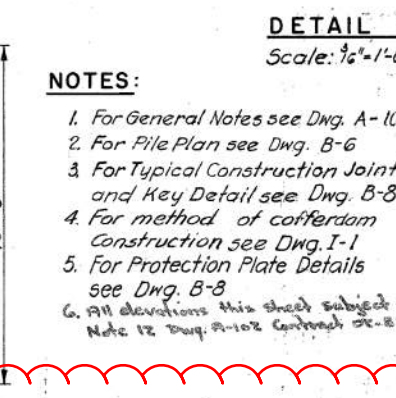 DETAIL
Scale: 3/16"=1'-0
NOTES:
1. For General Notes see Dwg. A-10
2. For Pile Plan see Dwg. B-6
3. For Typical Construction Joint
and Key Detail see Dwg. B-8
4. For method of cofferdam
Construction see Dwg. I-1
5. For Protection Plate Details
see Dwg. B-8
6. All elevations this sheet subject
Note 12 Dwg. A-102 Contract